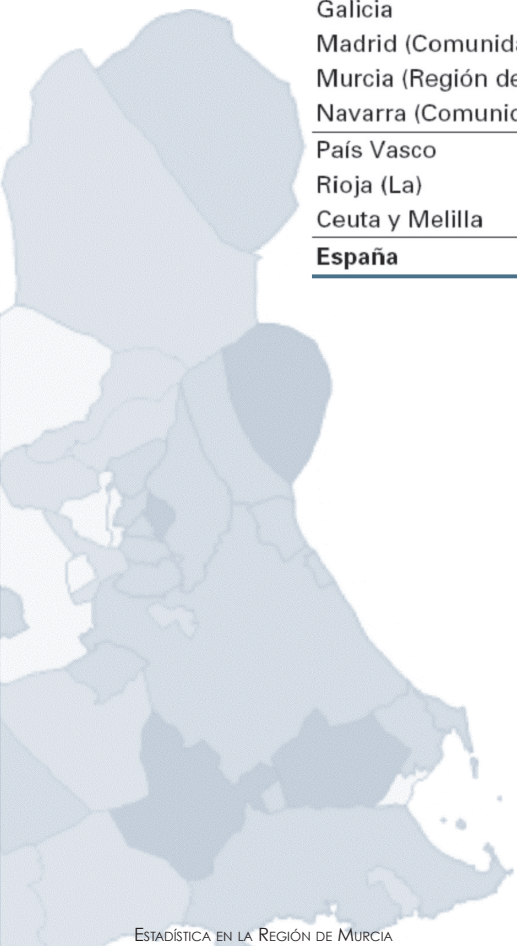 Galicia
Madrid (Comunida
Murcia (Región de
Navarra (Comunid
País Vasco
Rioja (La)
Ceuta y Melilla
España
Estadística en la Región de Murcia